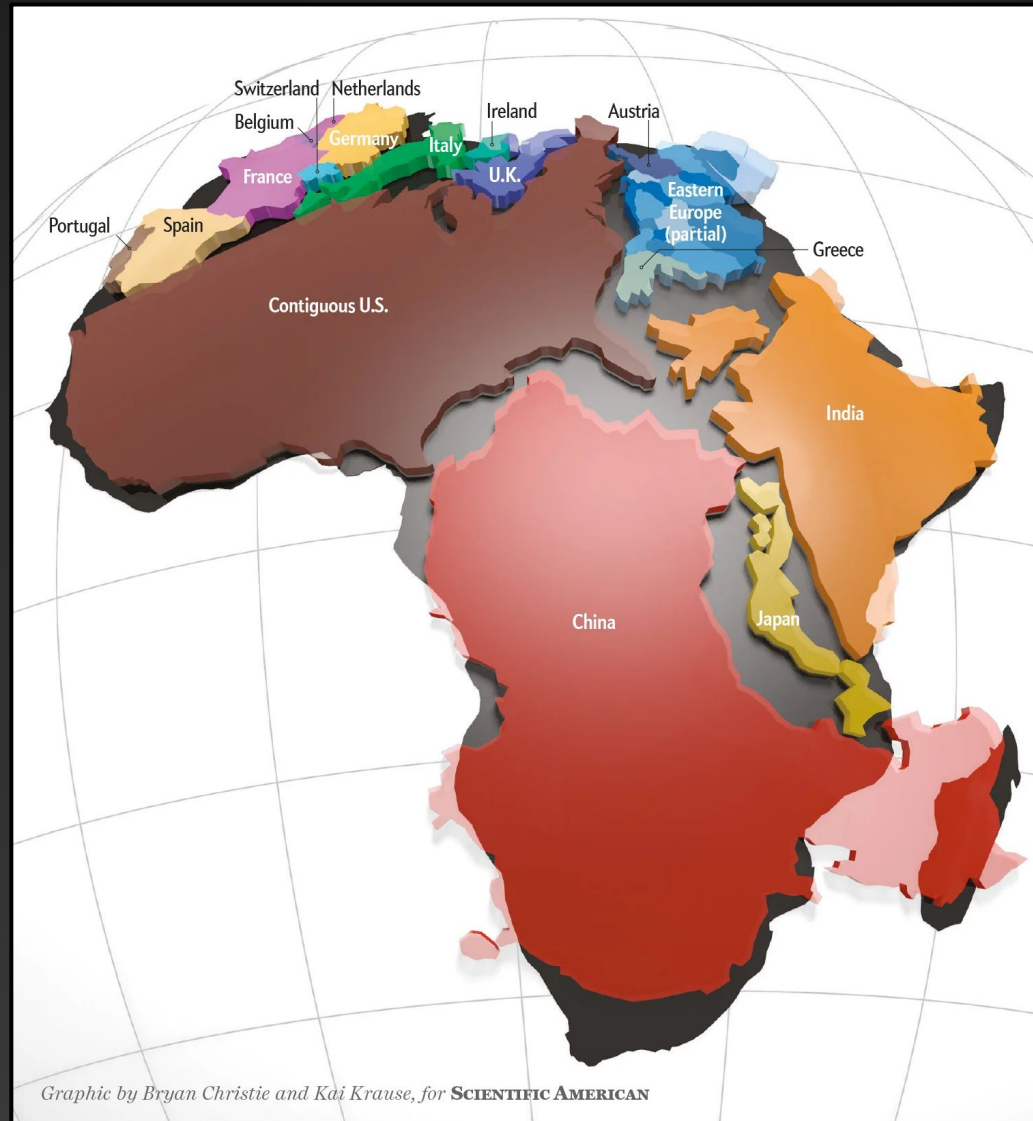 Switzerland
Netherlands
Belgium
Germany
Italy
Ireland
Austria
France
U.K.
Portugal
Spain
Eastern
Europe
(partial)
Greece
Contiguous U.S.
India
China
Japan
Graphic by Bryan Christie and Kai Krause, for SCIENTIFIC AMERICAN